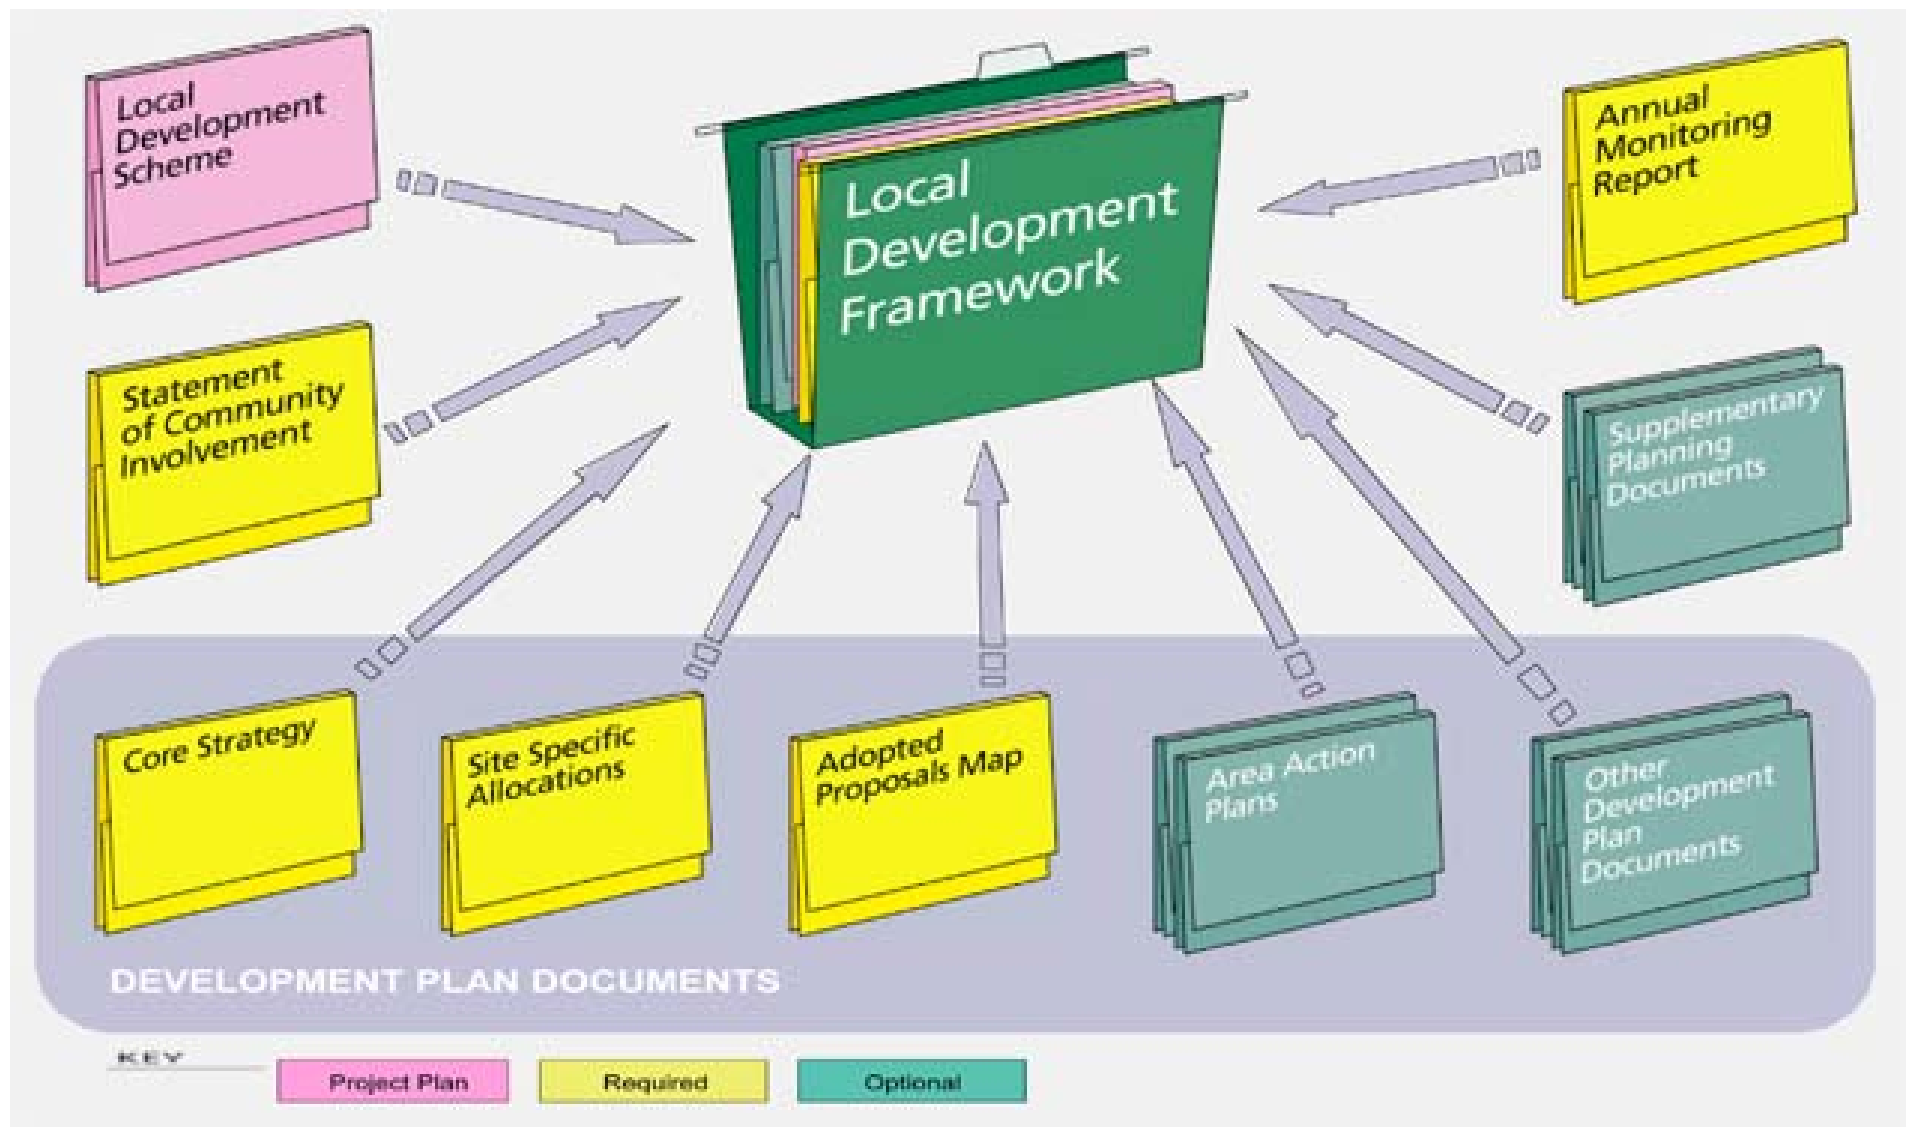 Local
Development
Scheme
Local
Development
Framework
Annual
Monitoring
Report
Statement
of Community
Involvement
Supplementary
Planning
Documents
Core Strategy
Site Specific
Allocations
Adopted
Proposals Map
Area Action
Plans
Other
Development
Plan
Documents
DEVELOPMENT PLAN DOCUMENTS
KEY
Project Plan
Required
Optional